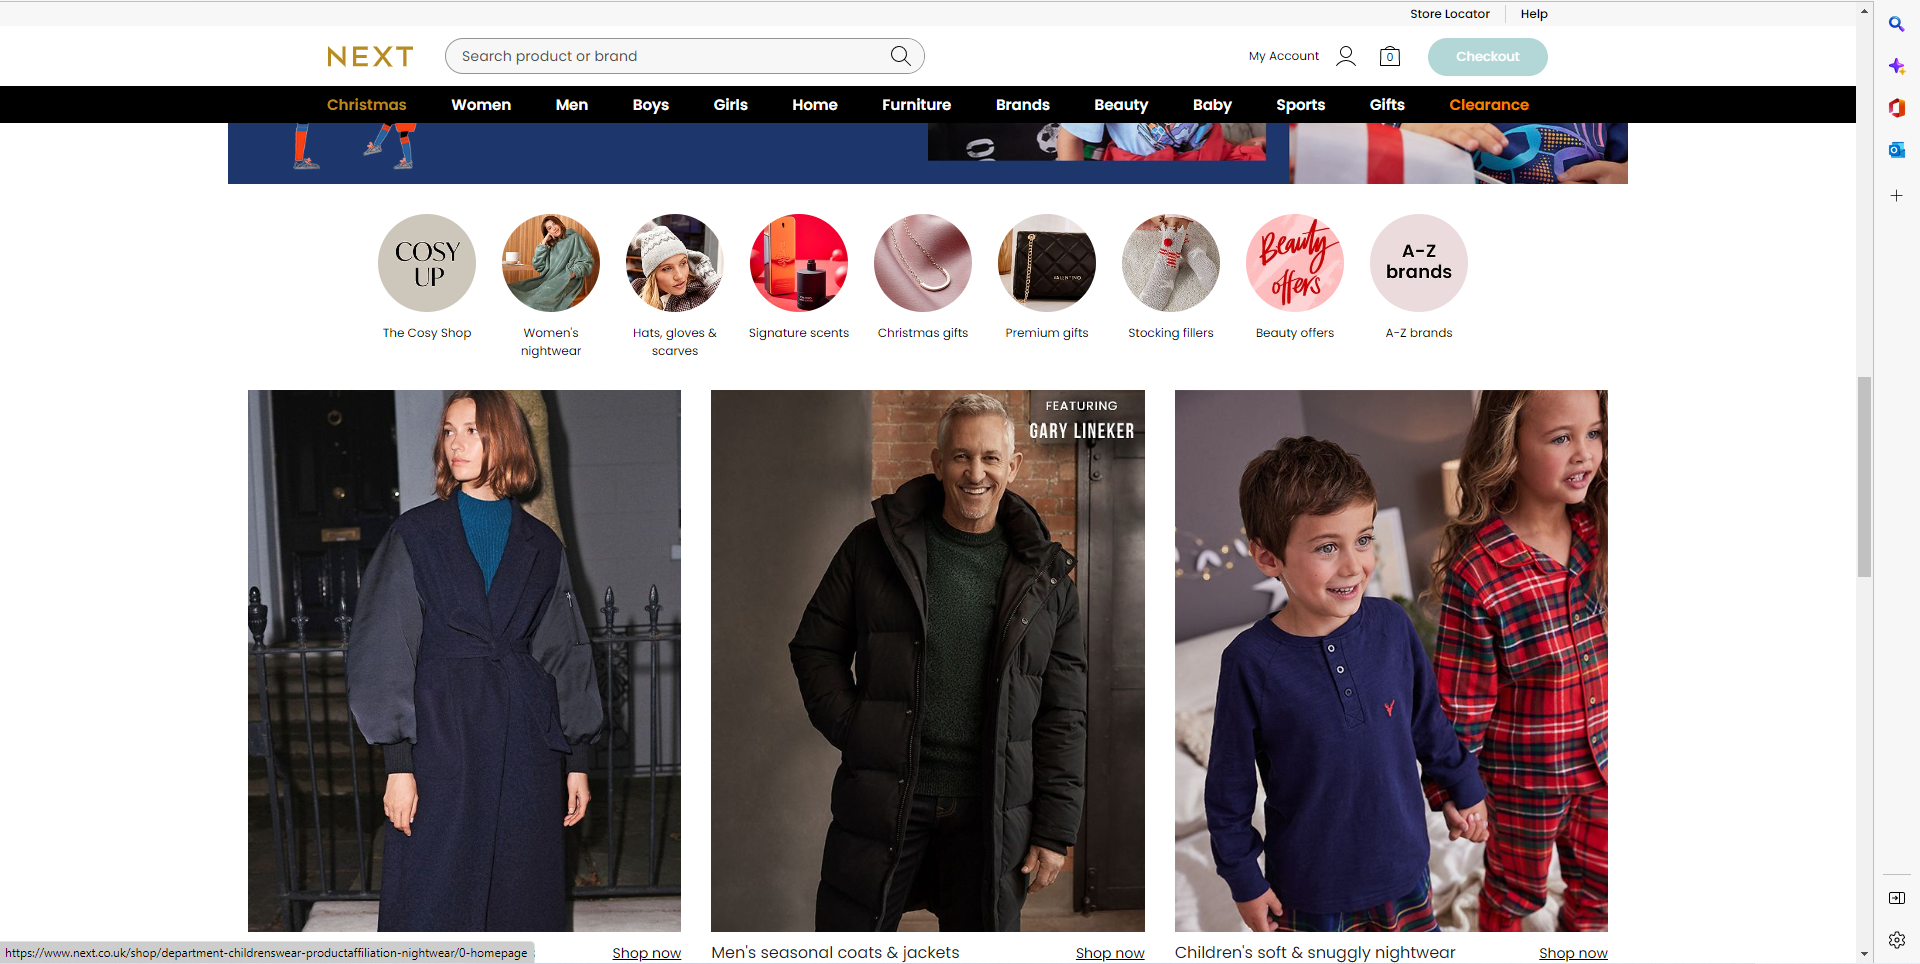 Store Locator
Help
NEXT
Search product or brand
My Account
0
Checkout
Christmas
Women
Men
Boys
Girls
Home
Furniture
Brands
Beauty
Baby
Sports
Gifts
Clearance
COSY
UP
Beauty
offers
A-Z
brands
VALENTINO
The Cosy Shop
Women's
nightwear
Hats, gloves &
scarves
Signature scents
Christmas gifts
Premium gifts
Stocking fillers
Beauty offers
A-Z brands
FEATURING
GARY LINEKER
https://www.next.co.uk/shop/department-childrenswear-productaffiliation-nightwear/0-homepage
Shop now
Men's seasonal coats & jackets
Shop now
Children's soft & snuggly nightwear
Shop now